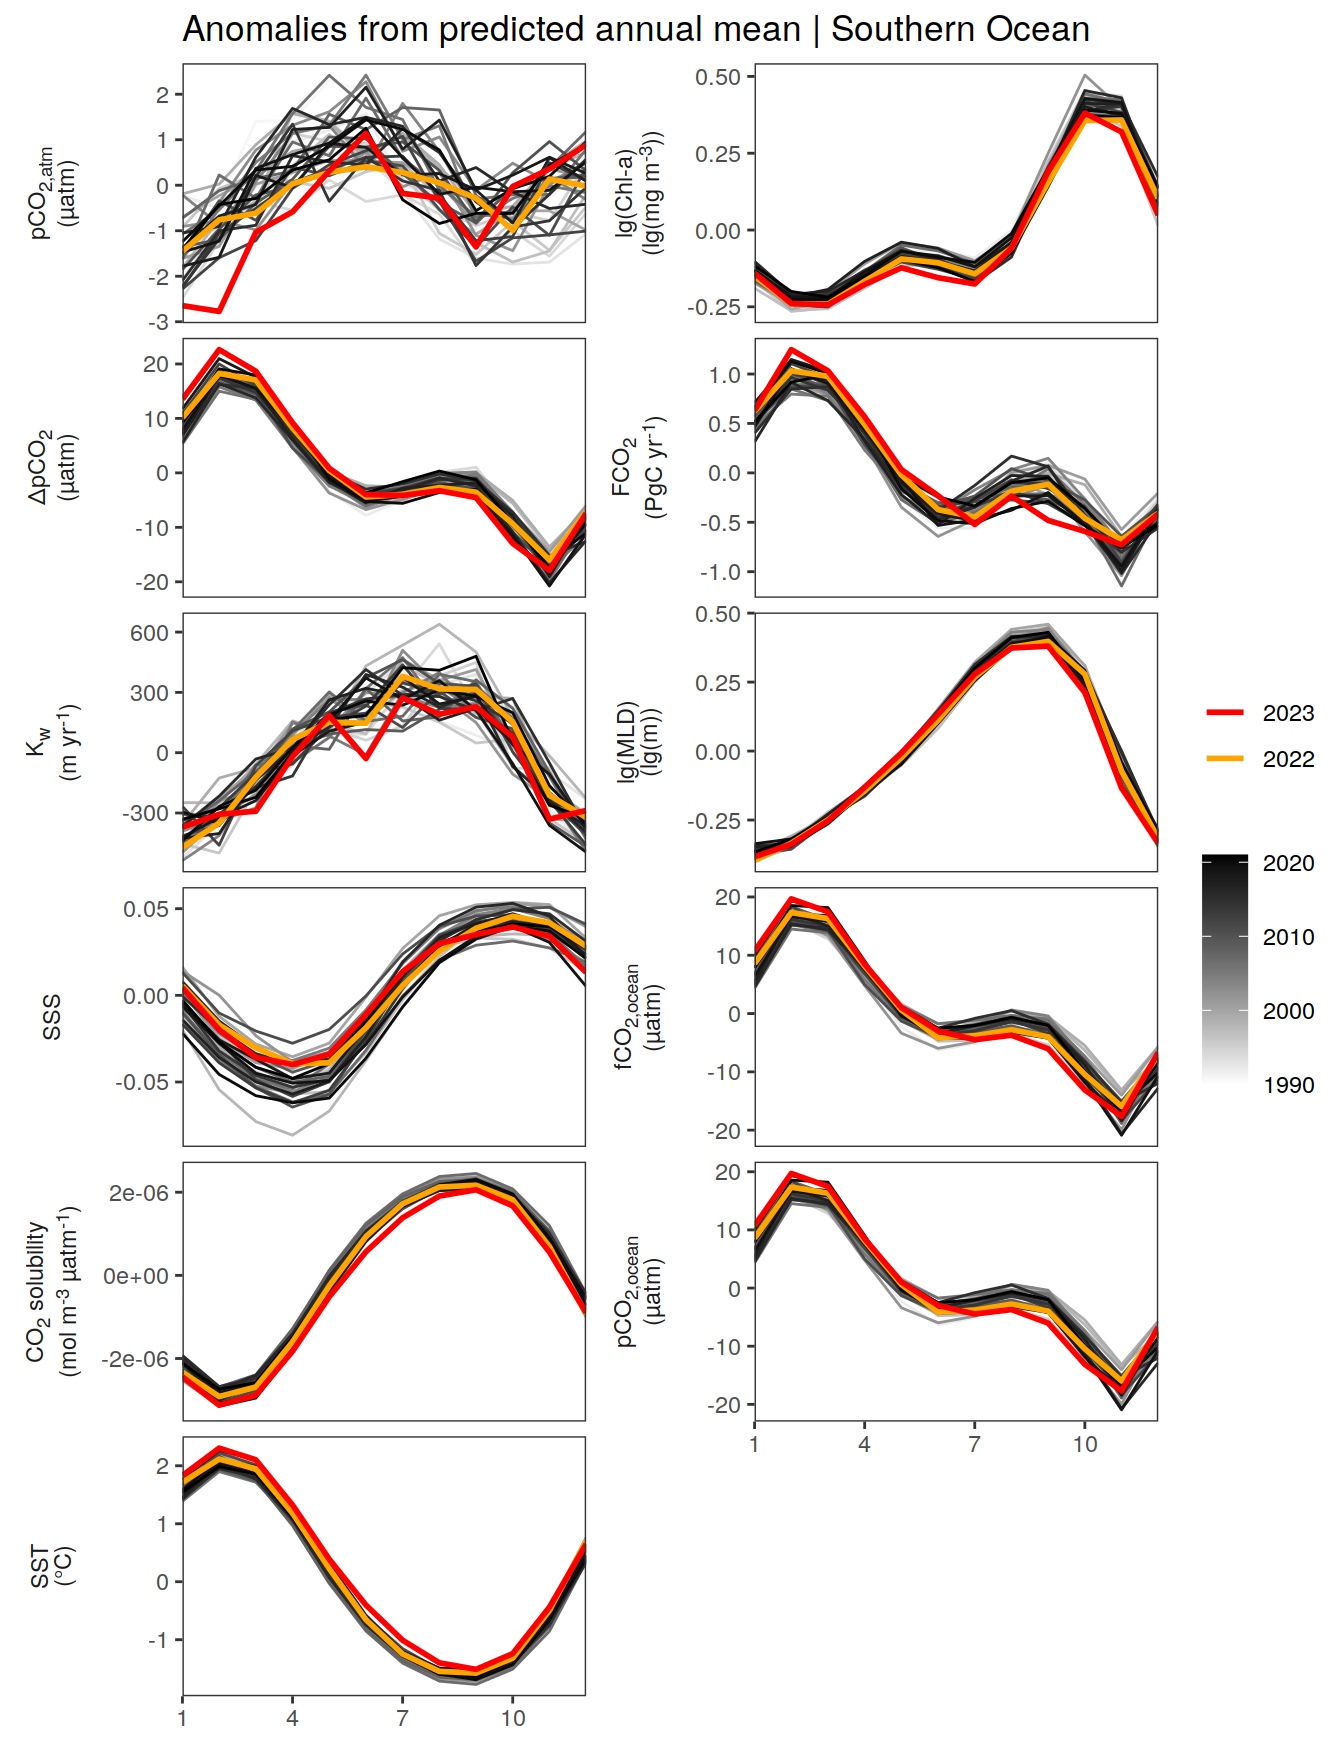 Anomalies from predicted annual mean | Southern Ocean
pCO2,atm
(µatm)
2
1
0
-1
-2
-3
lg(Chl-a)
(lg(mg m-3))
0.50
0.25
0.00
-0.25
ΔpCO2
(µatm)
20
10
0
-10
-20
FCO2
(PgC yr-1)
1.0
0.5
0.0
-0.5
-1.0
Kw
(m yr-1)
600
300
0
-300
lg(MLD)
(lg(m))
0.50
0.25
0.00
-0.25
SSS
0.05
0.00
-0.05
fCO2,ocean
(µatm)
20
10
0
-10
-20
CO2 solubility
(mol m-3 µatm-1)
2e-06
0e+00
-2e-06
pCO2,ocean
(µatm)
20
10
0
-10
-20
1 4 7 10
SST
(°C)
2
1
0
-1
1 4 7 10
2023
2022
2020
2010
2000
1990